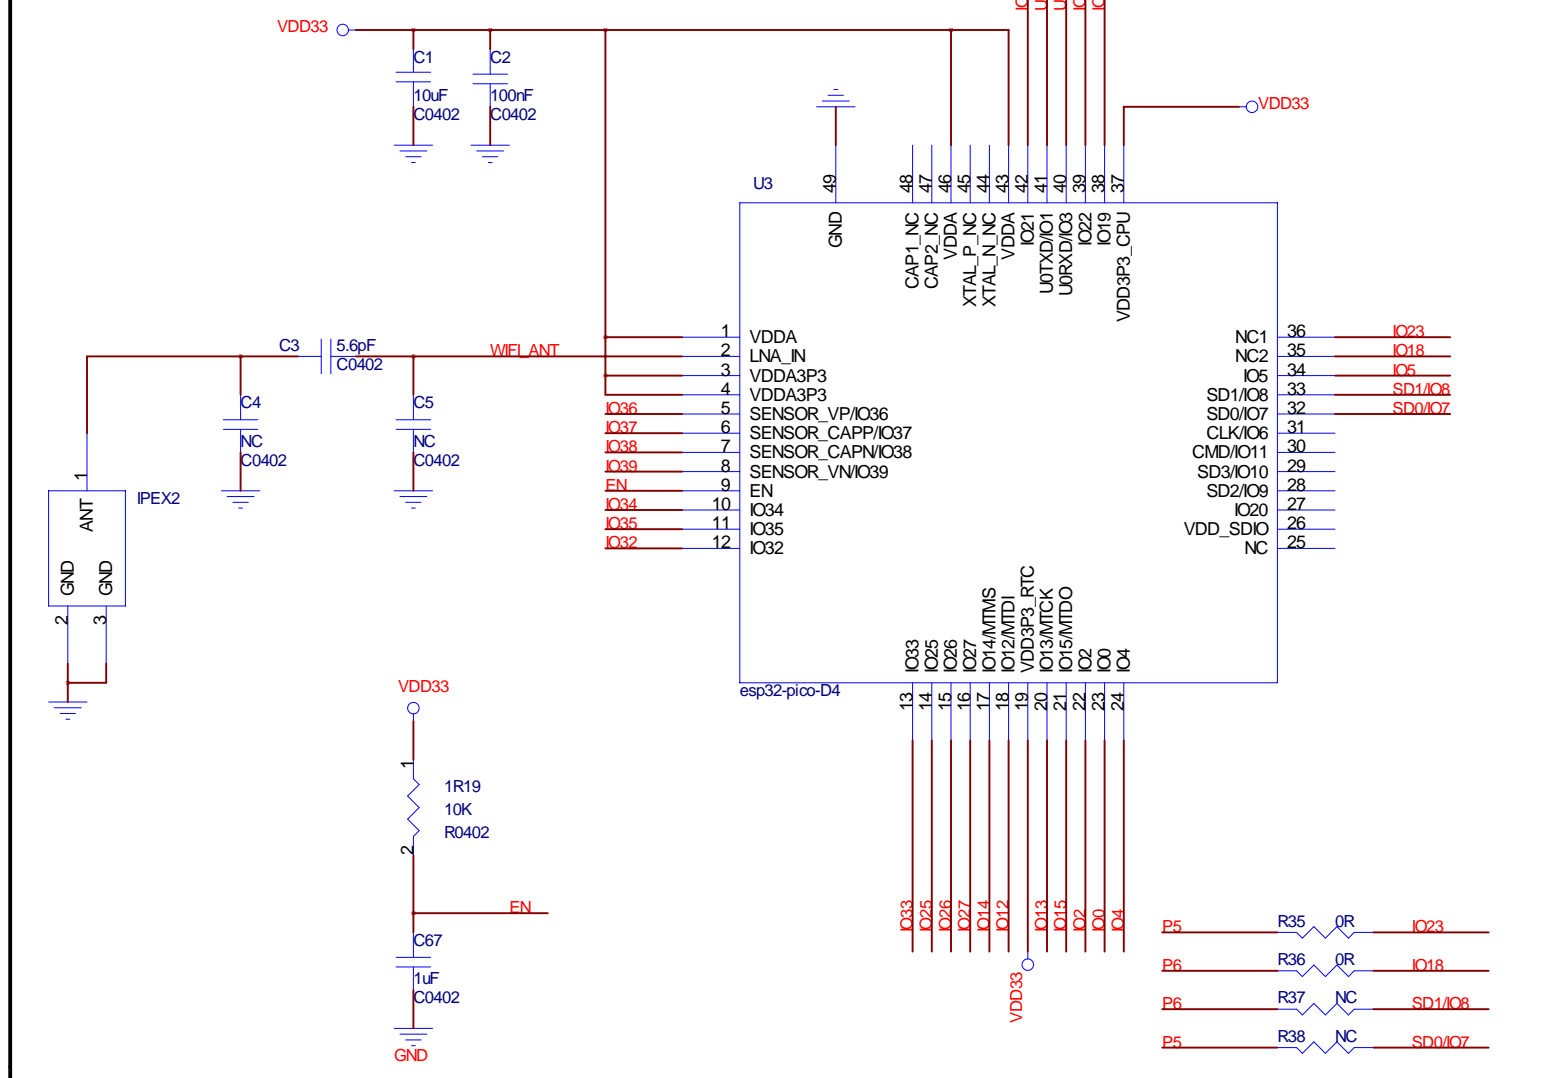 IO
U
U
IO
IO
VDD33
C1
10uF
C0402
C2
100nF
C0402
VDD33
U3
49
48
47
46
45
44
43
42
41
40
39
38
37
GND
CAP1_NC
CAP2_NC
VDDA
XTAL_P_NC
XTAL_N_NC
VDDA
IO21
U0TXD/IO1
U0RXD/IO3
IO22
IO19
VDD3P3_CPU
C3
5.6pF
C0402
WIFI_ANT
C4
NC
C0402
C5
NC
C0402
1
ANT
IPEX2
GND
GND
2
3
1 VDDA
2 LNA_IN
3 VDDA3P3
4 VDDA3P3
IO36 5 SENSOR_VP/IO36
IO37 6 SENSOR_CAPP/IO37
IO38 7 SENSOR_CAPN/IO38
IO39 8 SENSOR_VN/IO39
EN 9 EN
IO34 10 IO34
IO35 11 IO35
IO32 12 IO32
NC1 36 IO23
NC2 35 IO18
IO5 34 IO5
SD1/IO8 33 SD1/IO8
SD0/IO7 32 SD0/IO7
CLK/IO6 31
CMD/IO11 30
SD3/IO10 29
SD2/IO9 28
IO20 27
VDD_SDIO 26
NC 25
IO33
IO25
IO26
IO27
IO14/MTMS
IO12/MTDI
VDD3P3_RTC
IO13/MTCK
IO15/MTDO
IO2
IO0
IO4
esp32-pico-D4
13
14
15
16
17
18
19
20
21
22
23
24
IO33
IO25
IO26
IO27
IO14
IO12
IO13
IO15
IO2
IO0
IO4
VDD33
VDD33
1
1R19
10K
R0402
2
EN
C67
1uF
C0402
GND
P5 R35 0R IO23
P6 R36 0R IO18
P6 R37 NC SD1/IO8
P5 R38 NC SD0/IO7